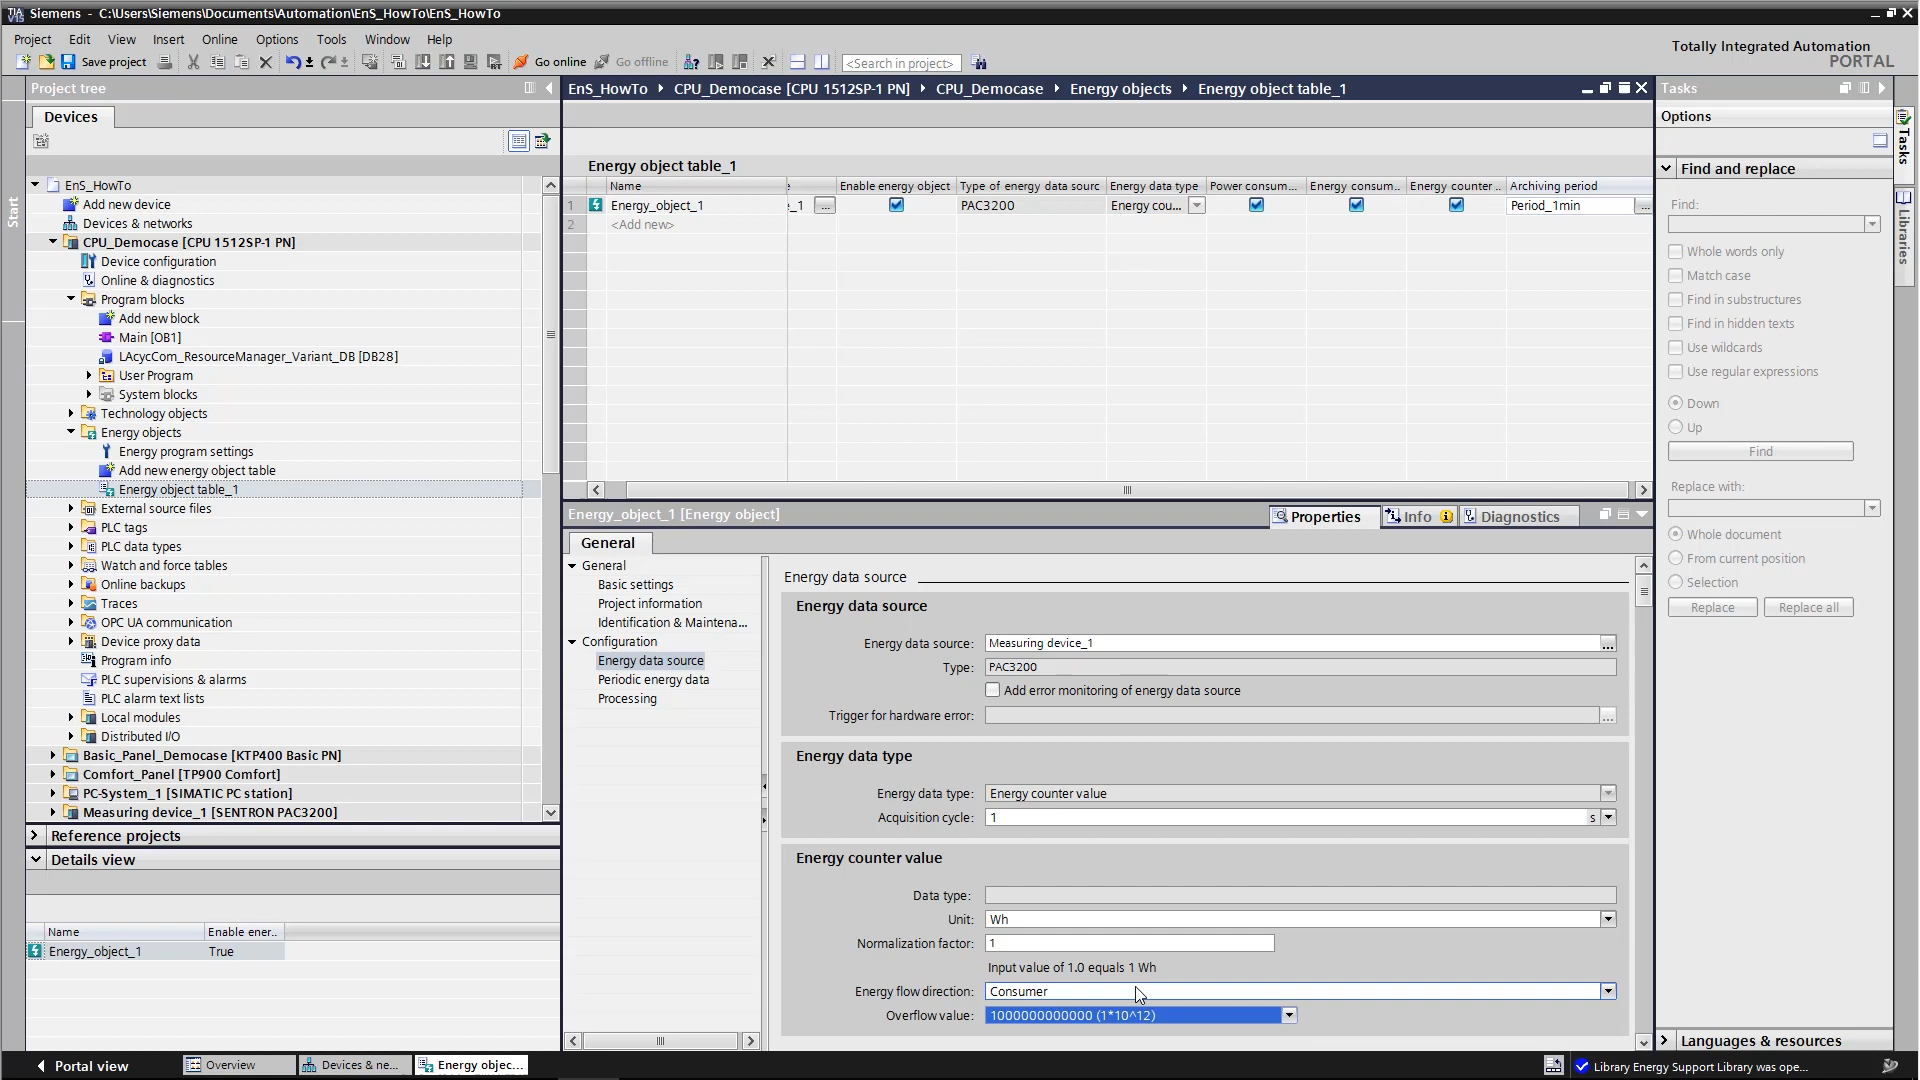 Siemens - C:\Users\Siemens\Documents\Automation\EnS_HowTo\EnS_HowTo
Project Edit View Insert Online Options Tools Window Help
Totally Integrated Automation
PORTAL
Save project Go online Go offline <Search in project>
Project tree
Devices
Start
EnS_HowTo
Add new device
Devices & networks
CPU_Democase [CPU 1512SP-1 PN]
Device configuration
Online & diagnostics
Program blocks
Add new block
Main [OB1]
LAcycCom_ResourceManager_Variant_DB [DB28]
User Program
System blocks
Technology objects
Energy objects
Energy program settings
Add new energy object table
Energy object table_1
External source files
PLC tags
PLC data types
Watch and force tables
Online backups
Traces
OPC UA communication
Device proxy data
Program info
PLC supervisions & alarms
PLC alarm text lists
Local modules
Distributed I/O
Basic_Panel_Democase [KTP400 Basic PN]
Comfort_Panel [TP900 Comfort]
PC-System_1 [SIMATIC PC station]
Measuring device_1 [SENTRON PAC3200]
Reference projects
Details view
Name Enable ener..
Energy_object_1 True
EnS_HowTo CPU_Democase [CPU 1512SP-1 PN] CPU_Democase Energy objects Energy object table_1
Energy object table_1
Name Enable energy object Type of energy data sourc Energy data type Power consum... Energy consum.. Energy counter .. Archiving period
1 Energy_object_1 _1 ... PAC3200 Energy cou... Period_1min ...
2 <Add new>
Energy_object_1 [Energy object]
Properties Info Diagnostics
General
General
Basic settings
Project information
Identification & Maintena...
Configuration
Energy data source
Periodic energy data
Processing
Energy data source
Energy data source
Energy data source: Measuring device_1 ...
Type: PAC3200
Add error monitoring of energy data source
Trigger for hardware error: ...
Energy data type
Energy data type: Energy counter value
Acquisition cycle: 1 s
Energy counter value
Data type:
Unit: Wh
Normalization factor: 1
Input value of 1.0 equals 1 Wh
Energy flow direction: Consumer
Overflow value: 1000000000000 (1*10^12)
Tasks
Options
Find and replace
Find:
Whole words only
Match case
Find in substructures
Find in hidden texts
Use wildcards
Use regular expressions
Down
Up
Find
Replace with:
Whole document
From current position
Selection
Replace Replace all
Languages & resources
Tasks
Libraries
Portal view Overview Devices & ne... Energy objec... Library Energy Support Library was ope...